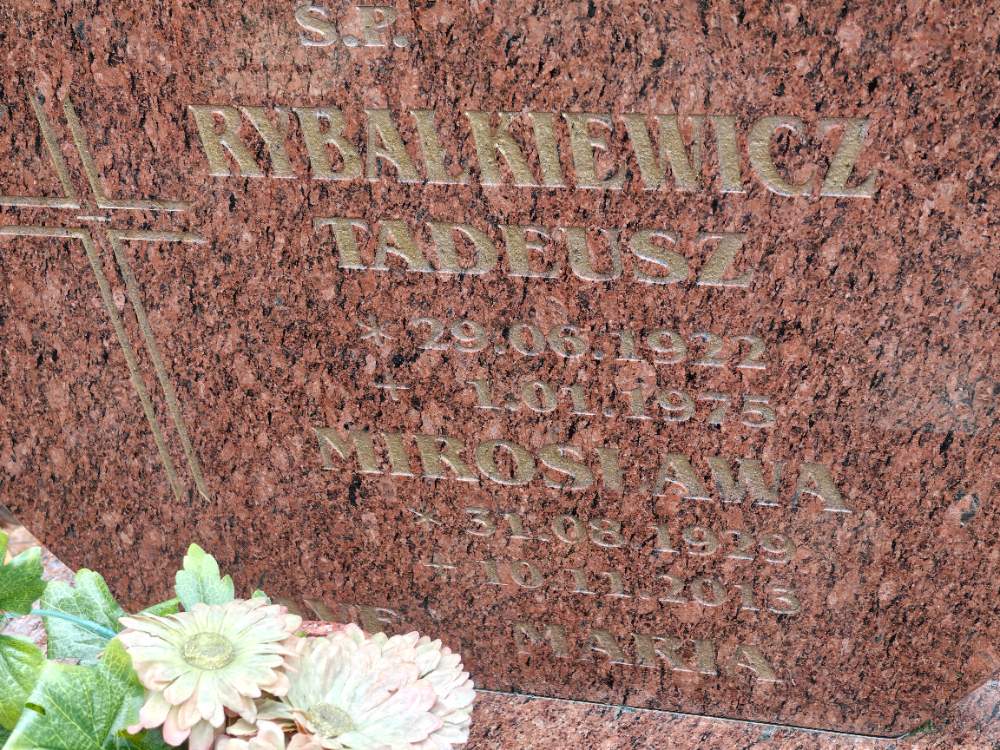 Ś.P.
RYBAŁKIEWICZ
TADEUSZ
* 29.06.1922
+ 1.01.1975
MIROSŁAWA
* 31.08.1929
+ 10.11.2015
MARIA